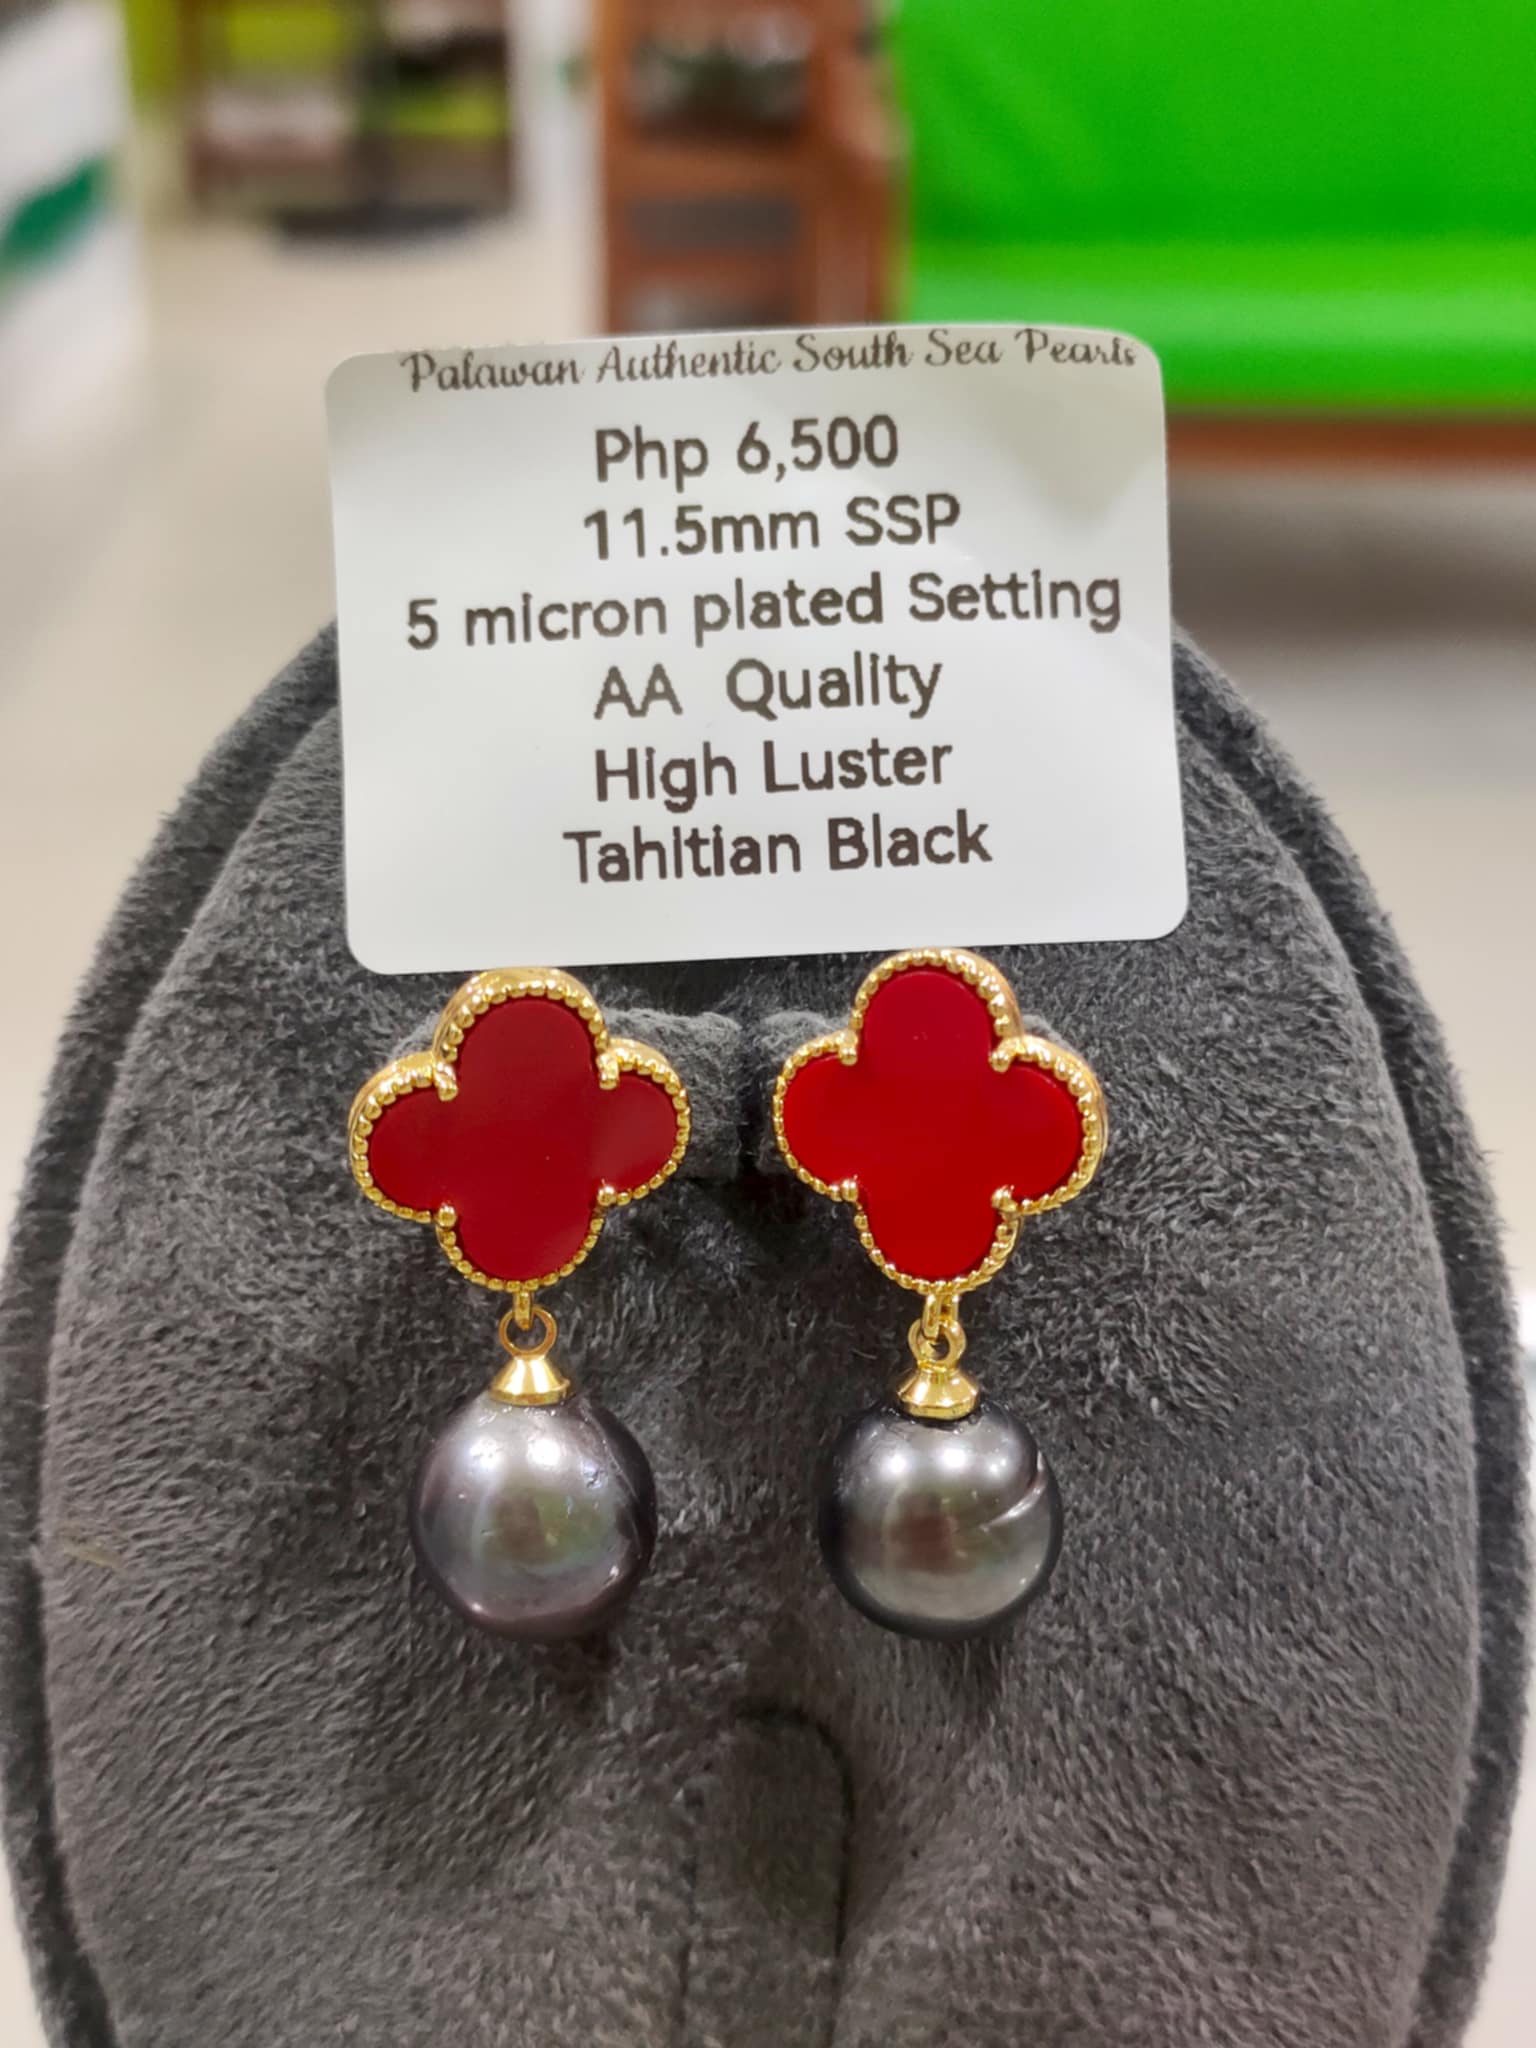 Palawan Authentic South Sea Pearls
Php 6,500
11.5mm SSP
5 micron plated Setting
AA Quality
High Luster
Tahitian Black